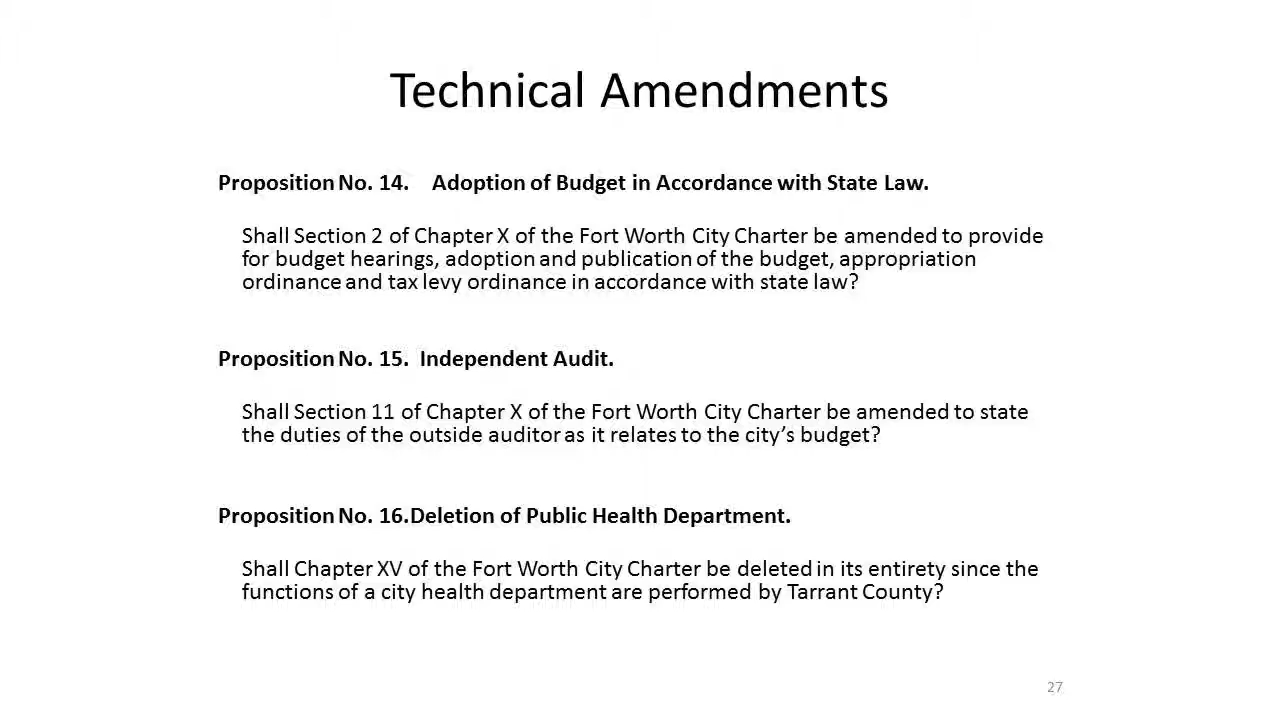 Technical Amendments
Proposition No. 14. Adoption of Budget in Accordance with State Law.
Shall Section 2 of Chapter X of the Fort Worth City Charter be amended to provide
for budget hearings, adoption and publication of the budget, appropriation
ordinance and tax levy ordinance in accordance with state law?
Proposition No. 15. Independent Audit.
Shall Section 11 of Chapter X of the Fort Worth City Charter be amended to state
the duties of the outside auditor as it relates to the city’s budget?
Proposition No. 16.Deletion of Public Health Department.
Shall Chapter XV of the Fort Worth City Charter be deleted in its entirety since the
functions of a city health department are performed by Tarrant County?
27